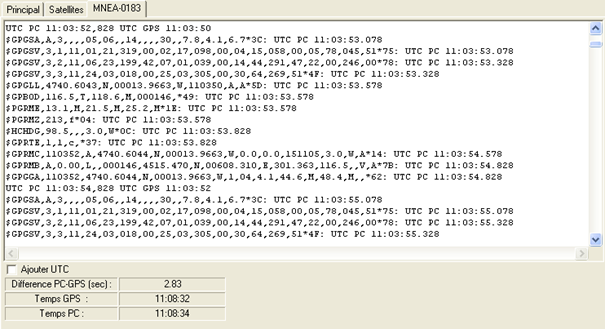 Principal Satellites MNEA-0183
UTC PC 11:03:52,828 UTC GPS 11:03:50
$GPGSA,A,3,,,,05,06,,14,,,,30,,7.8,4.1,6.7*3C: UTC PC 11:03:53.078
$GPGSV,3,1,11,01,21,319,00,02,17,098,00,04,15,058,00,05,78,045,51*75: UTC PC 11:03:53.078
$GPGSV,3,2,11,06,23,199,42,07,01,039,00,14,44,291,47,22,00,246,00*78: UTC PC 11:03:53.328
$GPGSV,3,3,11,24,03,018,00,25,03,305,00,30,64,269,51*4F: UTC PC 11:03:53.328
$GPGLL,4740.6043,N,00013.9663,W,110350,A,A*5D: UTC PC 11:03:53.578
$GPBOD,116.5,T,118.6,M,000146,*49: UTC PC 11:03:53.578
$PGRME,13.1,M,21.5,M,25.2,M*1E: UTC PC 11:03:53.578
$PGRMZ,213,f*04: UTC PC 11:03:53.578
$HCHDG,98.5,,,3.0,W*0C: UTC PC 11:03:53.828
$GPRTE,1,1,c,*37: UTC PC 11:03:53.828
$GPRMC,110352,A,4740.6044,N,00013.9663,W,0.0,0.0,151105,3.0,W,A*14: UTC PC 11:03:54.578
$GPRMB,A,0.00,L,,000146,4515.470,N,00608.310,E,301.363,116.5,,V,A*7B: UTC PC 11:03:54.828
$GPGGA,110352,4740.6044,N,00013.9663,W,1,04,4.1,44.6,M,48.4,M,,*62: UTC PC 11:03:54.828
UTC PC 11:03:54,828 UTC GPS 11:03:52
$GPGSA,A,3,,,,05,06,,14,,,,30,,7.8,4.1,6.7*3C: UTC PC 11:03:55.078
$GPGSV,3,1,11,01,21,319,00,02,17,098,00,04,15,058,00,05,78,045,51*75: UTC PC 11:03:55.078
$GPGSV,3,2,11,06,23,199,42,07,01,039,00,14,44,291,47,22,00,246,00*78: UTC PC 11:03:55.328
$GPGSV,3,3,11,24,03,018,00,25,03,305,00,30,64,269,51*4F: UTC PC 11:03:55.328
Ajouter UTC
Difference PC-GPS (sec) : 2.83
Temps GPS : 11:08:32
Temps PC : 11:08:34